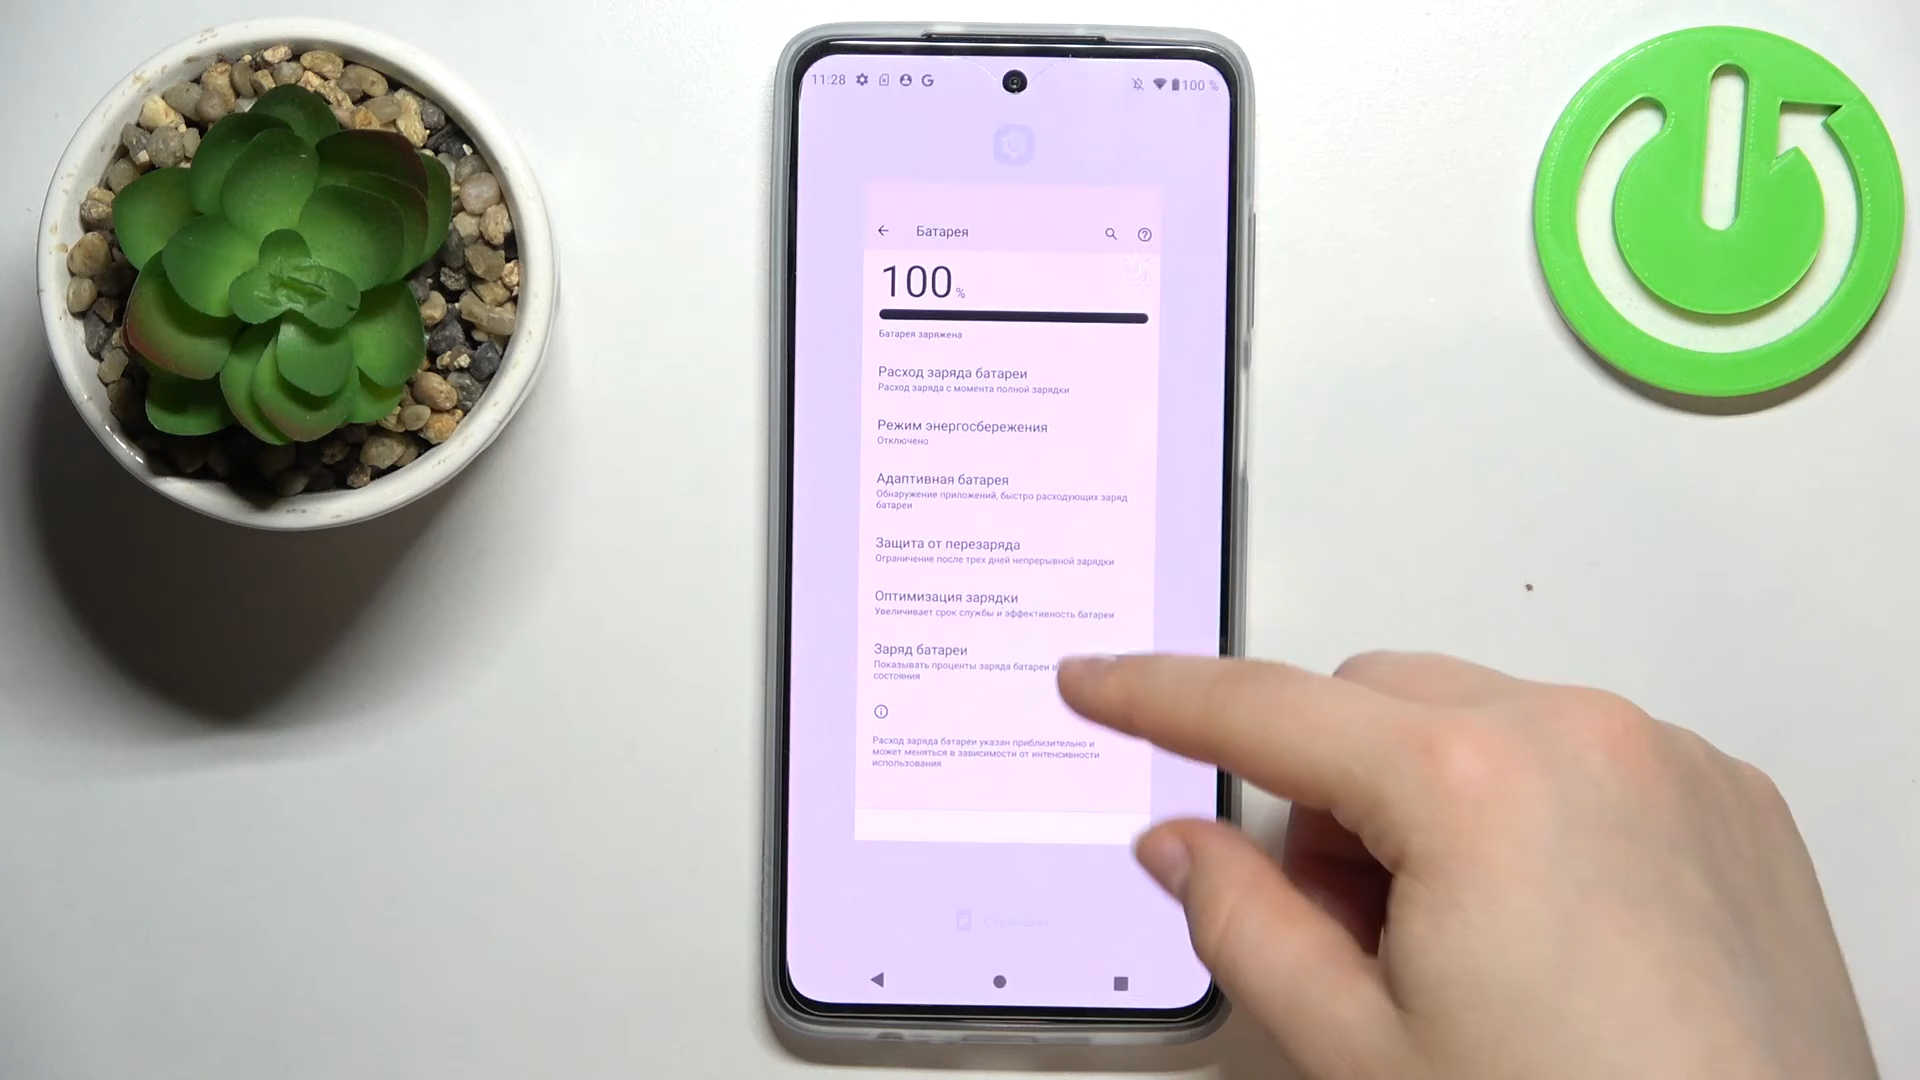 11:28
100 %
Батарея
100 %
Батарея заряжена
Расход заряда батареи
Расход заряда с момента полной зарядки
Режим энергосбережения
Отключено
Адаптивная батарея
Обнаружение приложений, быстро расходующих заряд
батареи
Защита от перезаряда
Ограничение после трех дней непрерывной зарядки
Оптимизация зарядки
Увеличивает срок службы и эффективность батареи
Заряд батареи
Показывать проценты заряда батареи в
состояния
Расход заряда батареи указан приблизительно и
может меняться в зависимости от интенсивности
использования.